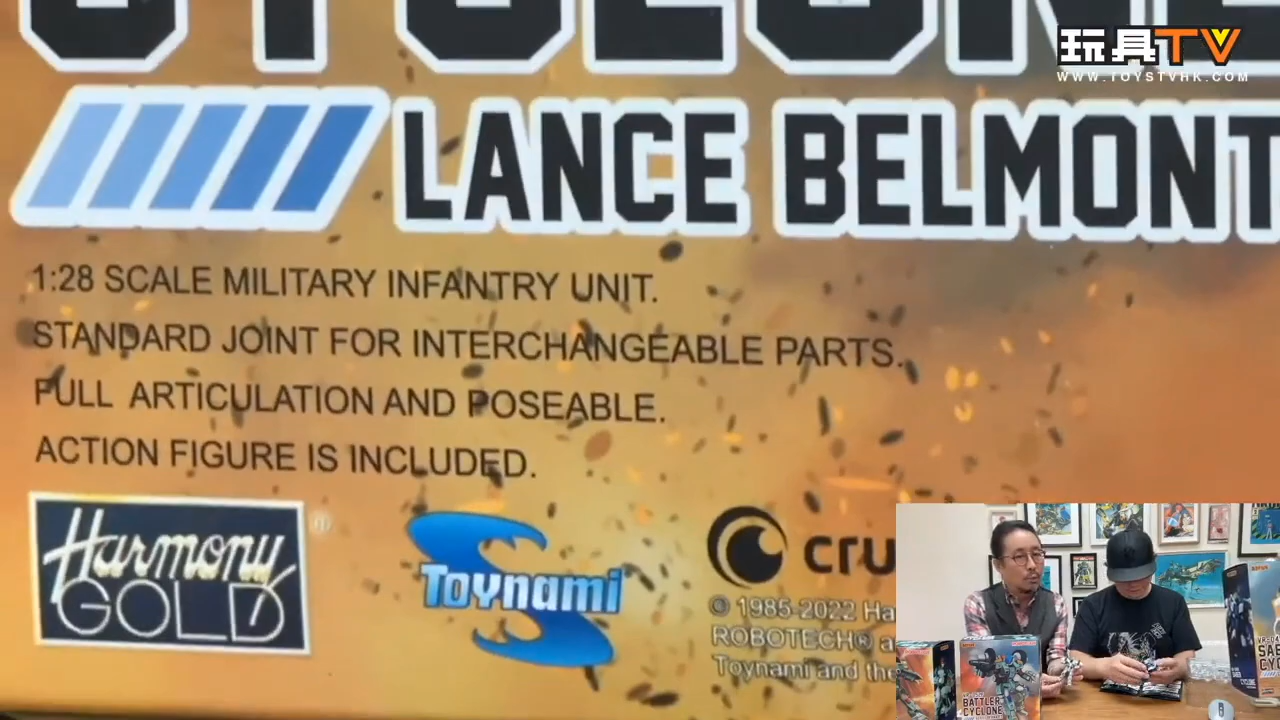 CYCLONE
玩具TV
WWW.TOYSTVHK.COM
LANCE BELMONT
1:28 SCALE MILITARY INFANTRY UNIT.
STANDARD JOINT FOR INTERCHANGEABLE PARTS.
FULL ARTICULATION AND POSEABLE.
ACTION FIGURE IS INCLUDED.
Harmony
GOLD ®
Toynami
cru
© 1985-2022 Ha
ROBOTECH® a
Toynami and the
BATTLER
CYCLONE